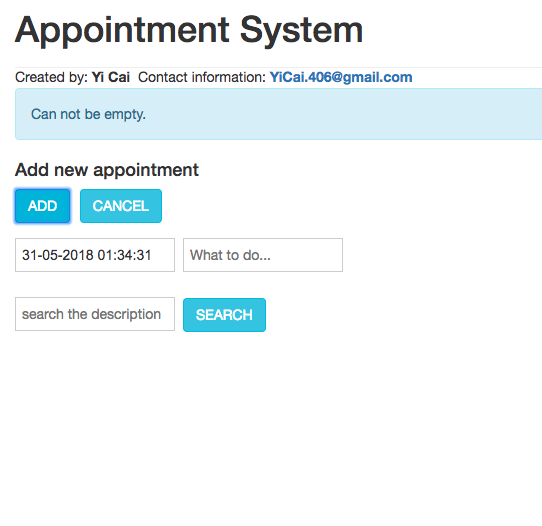 Appointment System
Created by: Yi Cai Contact information: YiCai.406@gmail.com
Can not be empty.
Add new appointment
ADD CANCEL
31-05-2018 01:34:31 What to do...
search the description SEARCH